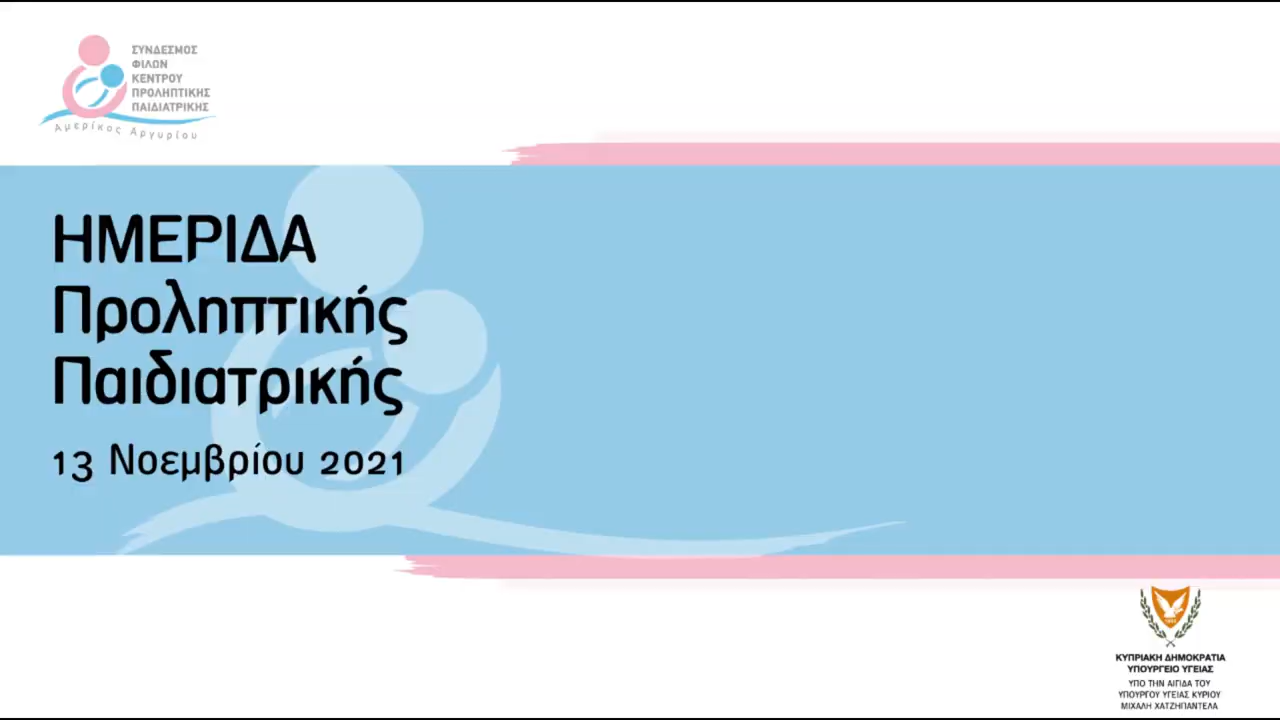 ΣΥΝΔΕΣΜΟΣ
ΦΙΛΩΝ
ΚΕΝΤΡΟΥ
ΠΡΟΛΗΠΤΙΚΗΣ
ΠΑΙΔΙΑΤΡΙΚΗΣ
Αμερίκος Αργυρίου
ΗΜΕΡΙΔΑ
Προληπτικής
Παιδιατρικής
13 Νοεμβρίου 2021
1960
ΚΥΠΡΙΑΚΗ ΔΗΜΟΚΡΑΤΙΑ
ΥΠΟΥΡΓΕΙΟ ΥΓΕΙΑΣ
ΥΠΟ ΤΗΝ ΑΙΓΙΔΑ ΤΟΥ
ΥΠΟΥΡΓΟΥ ΥΓΕΙΑΣ ΚΥΡΙΟΥ
ΜΙΧΑΛΗ ΧΑΤΖΗΠΑΝΤΕΛΑ